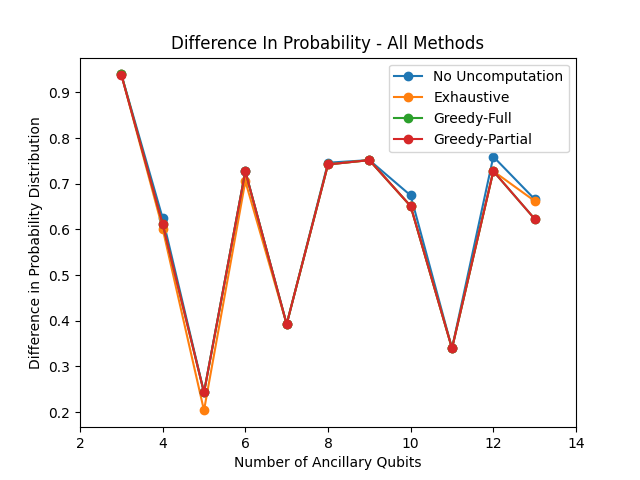 Difference In Probability - All Methods
No Uncomputation
Exhaustive
Greedy-Full
Greedy-Partial
Difference in Probability Distribution
0.9
0.8
0.7
0.6
0.5
0.4
0.3
0.2
2 4 6 8 10 12 14
Number of Ancillary Qubits